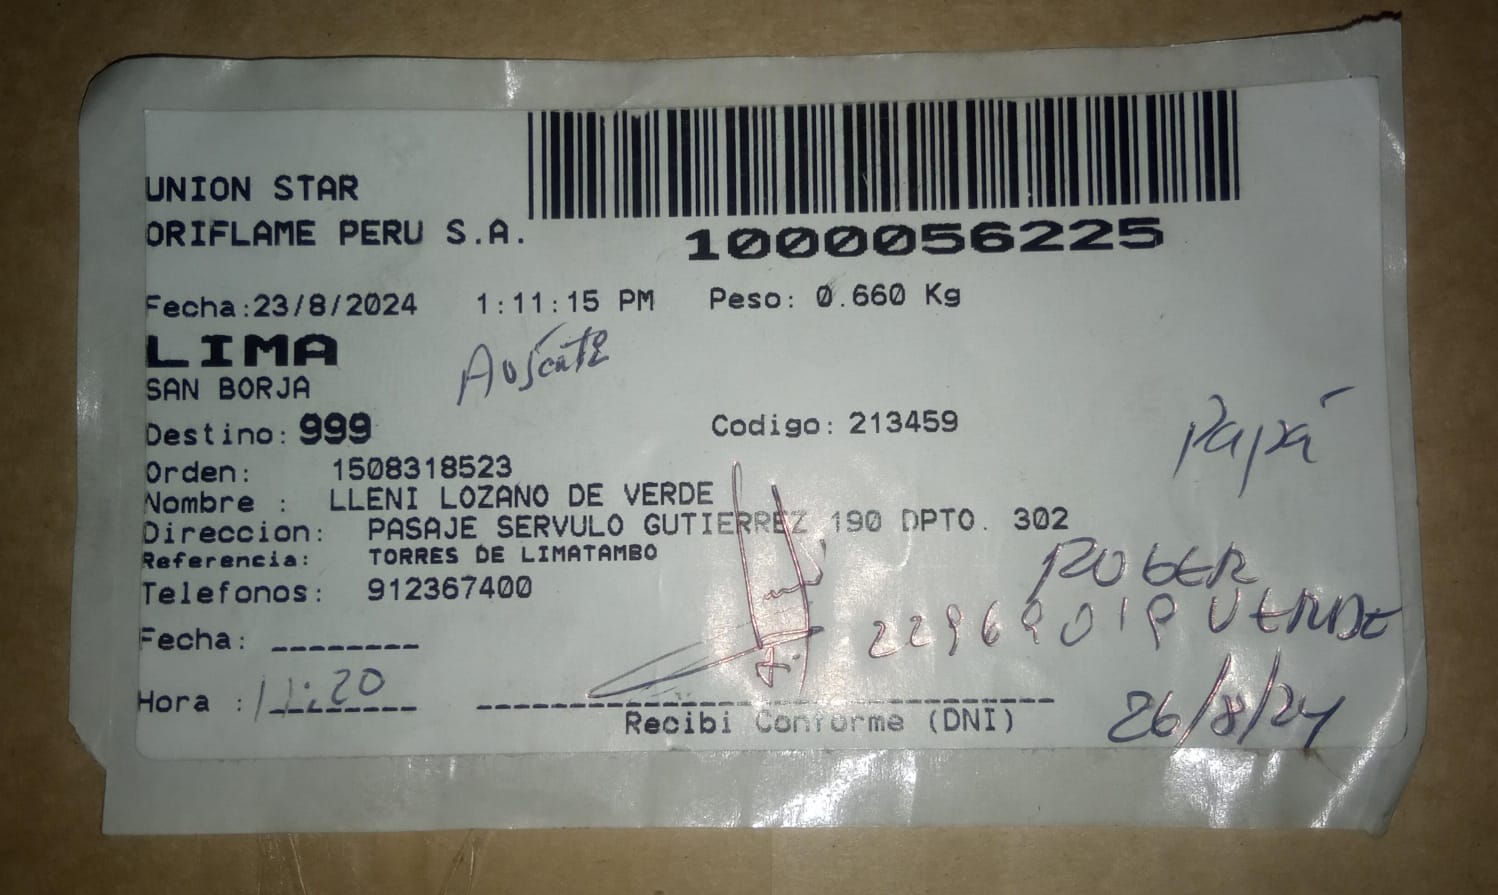 UNION STAR
ORIFLAME PERU S.A.
1000056225
Fecha:23/8/2024 1:11:15 PM Peso: 0.660 Kg
LIMA
Ausente
SAN BORJA
Destino: 999 Codigo: 213459
Papá
Orden: 1508318523
Nombre : LLENI LOZANO DE VERDE
Direccion: PASAJE SERVULO GUTIERREZ 190 DPTO. 302
Referencia: TORRES DE LIMATAMBO
ROGER
Telefonos: 912367400
VERDE
Fecha: --------
Hora : 11:20
Recibi Conforme (DNI)
26/8/24